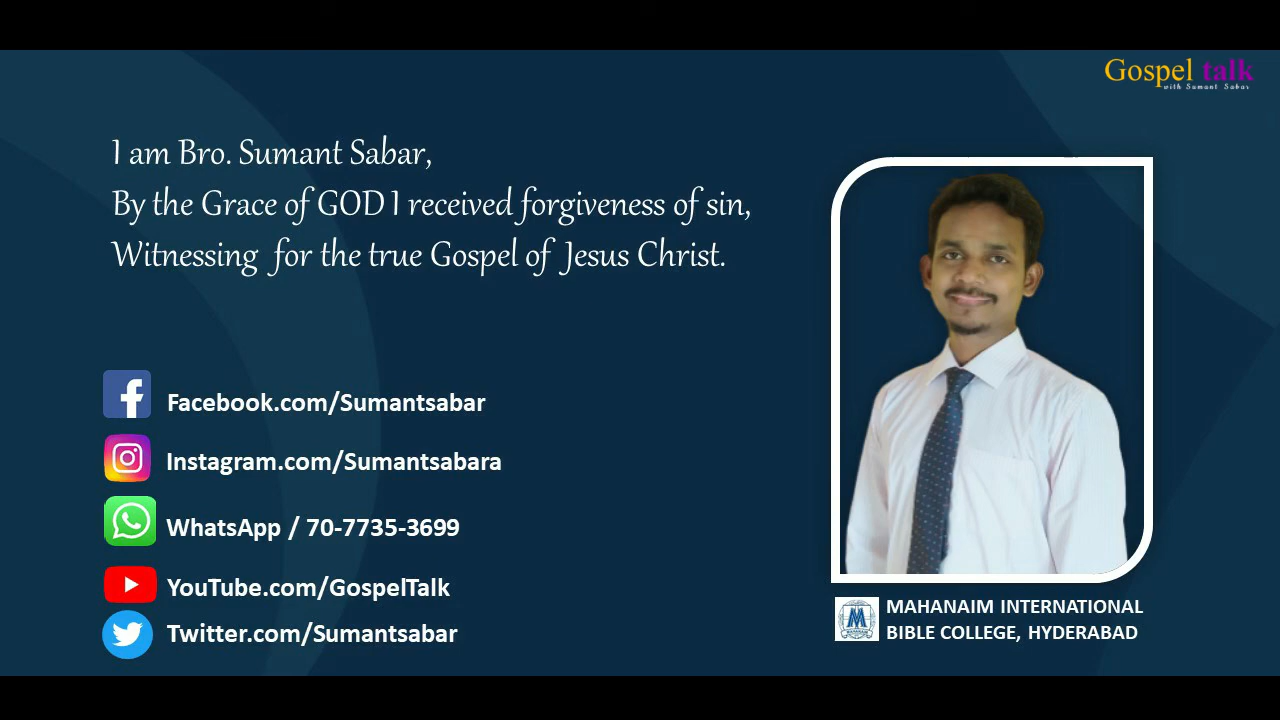 Gospel talk
with Sumant Sabar
I am Bro. Sumant Sabar,
By the Grace of GOD I received forgiveness of sin,
Witnessing for the true Gospel of Jesus Christ.
Facebook.com/Sumantsabar
Instagram.com/Sumantsabara
WhatsApp / 70-7735-3699
YouTube.com/GospelTalk
Twitter.com/Sumantsabar
MAHANAIM INTERNATIONAL
BIBLE COLLEGE, HYDERABAD